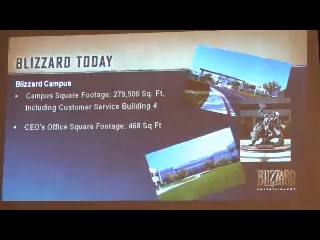 BLIZZARD TODAY
Blizzard Campus
• Campus Square Footage: 279,500 Sq. Ft,
Including Customer Service Building 4
• CEO's Office Square Footage: 468 Sq Ft
BLIZZARD
ENTERTAINMENT